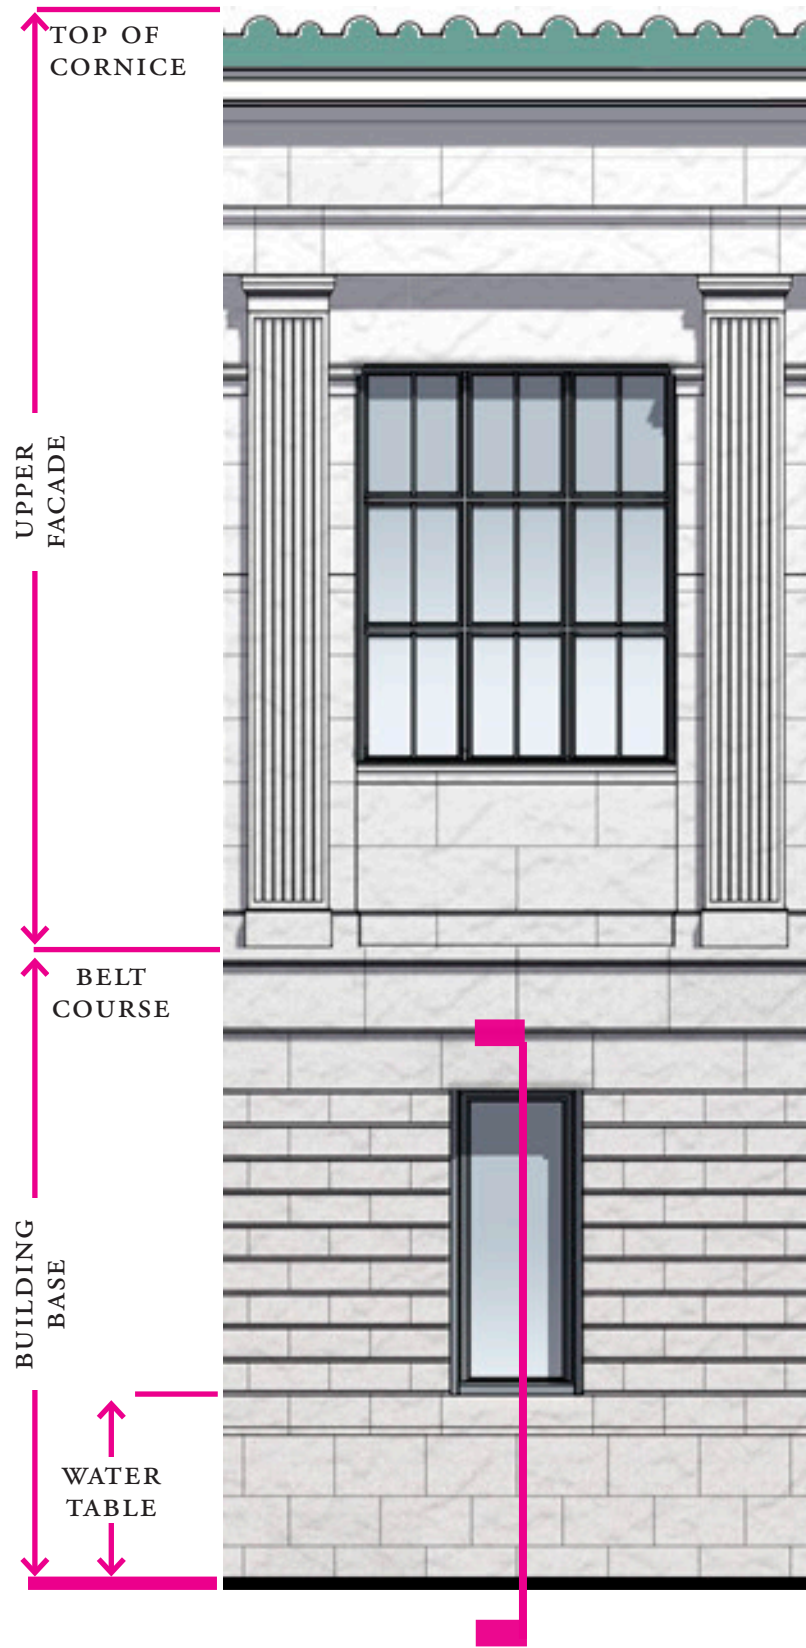 TOP OF
CORNICE
UPPER
FACADE
BELT
COURSE
BUILDING
BASE
WATER
TABLE